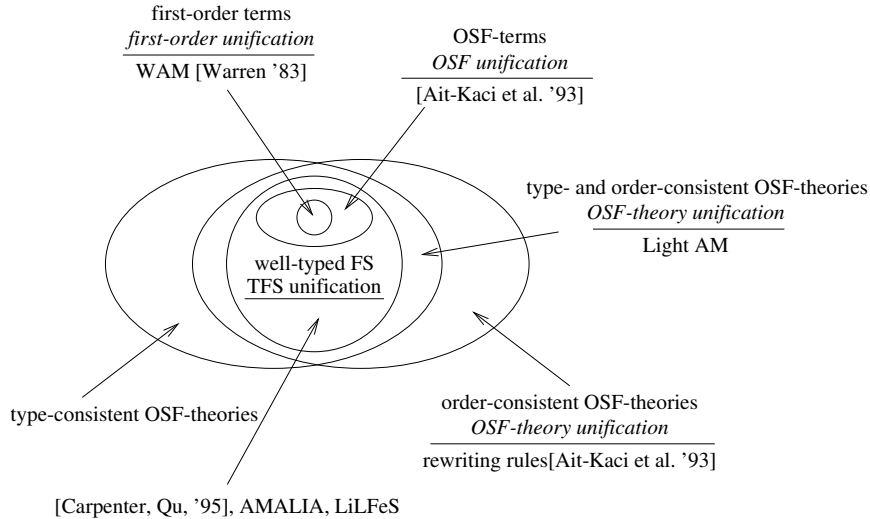 first-order terms
first-order unification
WAM [Warren '83]
OSF-terms
OSF unification
[Ait-Kaci et al. '93]
type- and order-consistent OSF-theories
OSF-theory unification
Light AM
well-typed FS
TFS unification
type-consistent OSF-theories
order-consistent OSF-theories
OSF-theory unification
rewriting rules[Ait-Kaci et al. '93]
[Carpenter, Qu, '95], AMALIA, LiLFeS